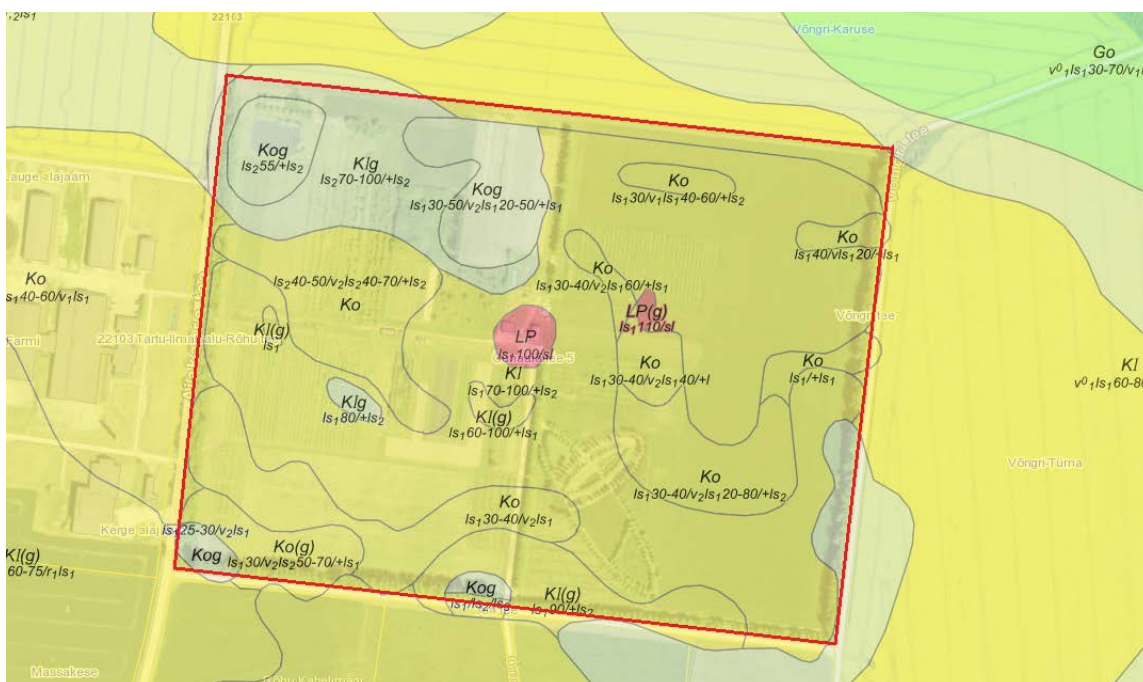 22103
Võngri-Karuse
Go
Kog
ls₂55/+ls₂
Klg
ls₂70-100/+ls₂
Kog
ls₁30-50/v₂ls₁20-50/+ls₁
Ko
ls₁30/v₁ls₁40-60/+ls₂
Ko
ls₁40/vls₁20/+ls₁
Lauge alajaam
Ko
s₁40-60/v₁ls₁
Farmi
22103 Tartu-Ilmatsalu-Rõhu
ls₂40-50/v₂ls₂40-70/+ls₂
Ko
Ko
ls₁30-40/v₂ls₁60/+ls₁
LP(g)
ls₁110/sl
Võngri tee
Kl(g)
ls₁
LP
ls₁100/sl
Kl
ls₁70-100/+ls₂
Kl(g)
ls₁60-100/+ls₁
Klg
ls₁80/+ls₂
Ko
ls₁30-40/v₂ls₁40/+l
Ko
ls₁/+ls₁
Kl
v⁰₁ls₁60-80
Võngri-Türna
Ko
ls₁30-40/v₂ls₁20-80/+ls₂
Ko
ls₁30-40/v₂ls₁
ls₁25-30/v₂ls₁
Kog
Ko(g)
ls₁30/v₂ls₂50-70/+ls₁
Kl(g)
60-75/r₁ls₁
Kog
Kl(g)
ls₁90/+ls₂
Massakese